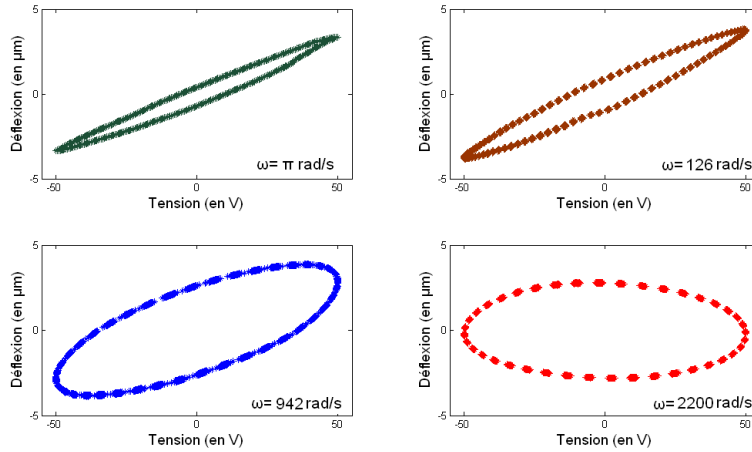 5
0
-5
-50
0
50
Déflexion (en µm)
Tension (en V)
ω= π rad/s
5
0
-5
-50
0
50
Déflexion (en µm)
Tension (en V)
ω= 126 rad/s
5
0
-5
-50
0
50
Déflexion (en µm)
Tension (en V)
ω= 942 rad/s
5
0
-5
-50
0
50
Déflexion (en µm)
Tension (en V)
ω= 2200 rad/s